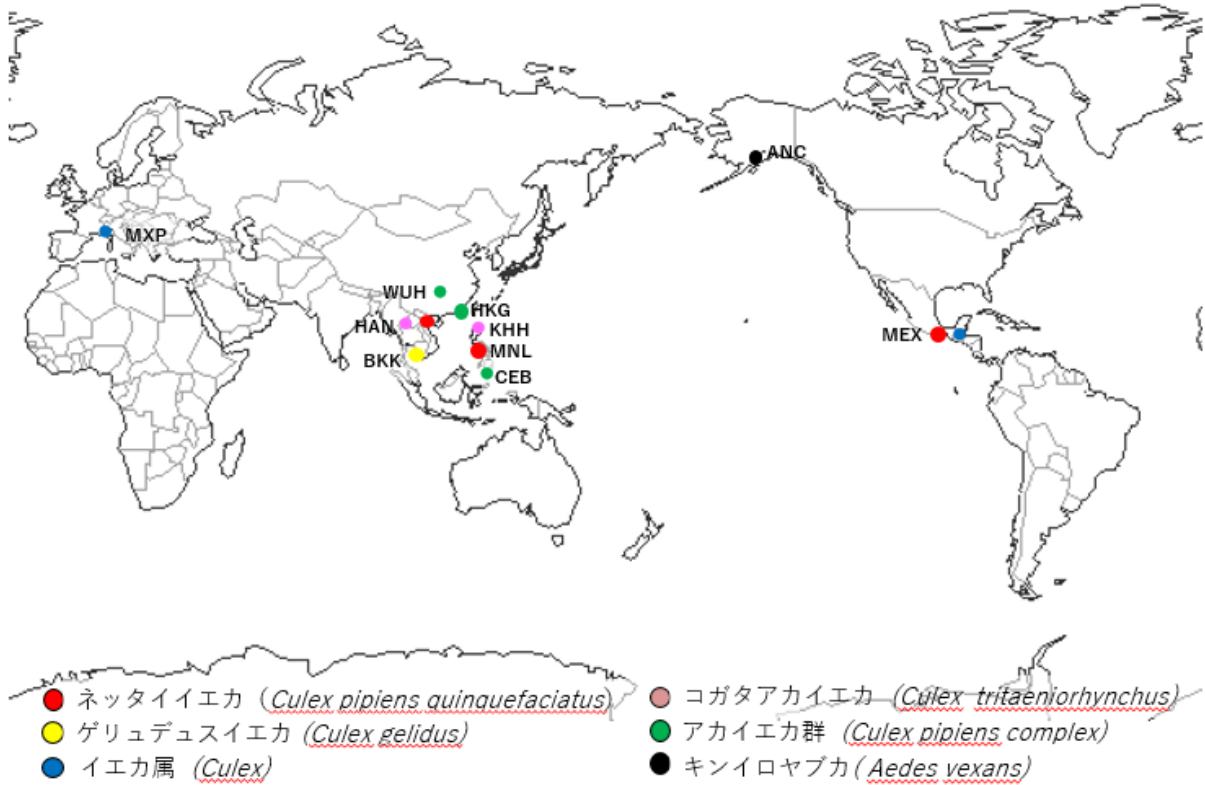 ANC
MXP
WUH
HKG
HAN
KHH
MEX
MNL
BKK
CEB
ネッタイイエカ (Culex pipiens quinquefaciatus)
ゲリュデュスイエカ (Culex gelidus)
イエカ属 (Culex)
コガタアカイエカ (Culex tritaeniorhynchus)
アカイエカ群 (Culex pipiens complex)
キンイロヤブカ(Aedes vexans)